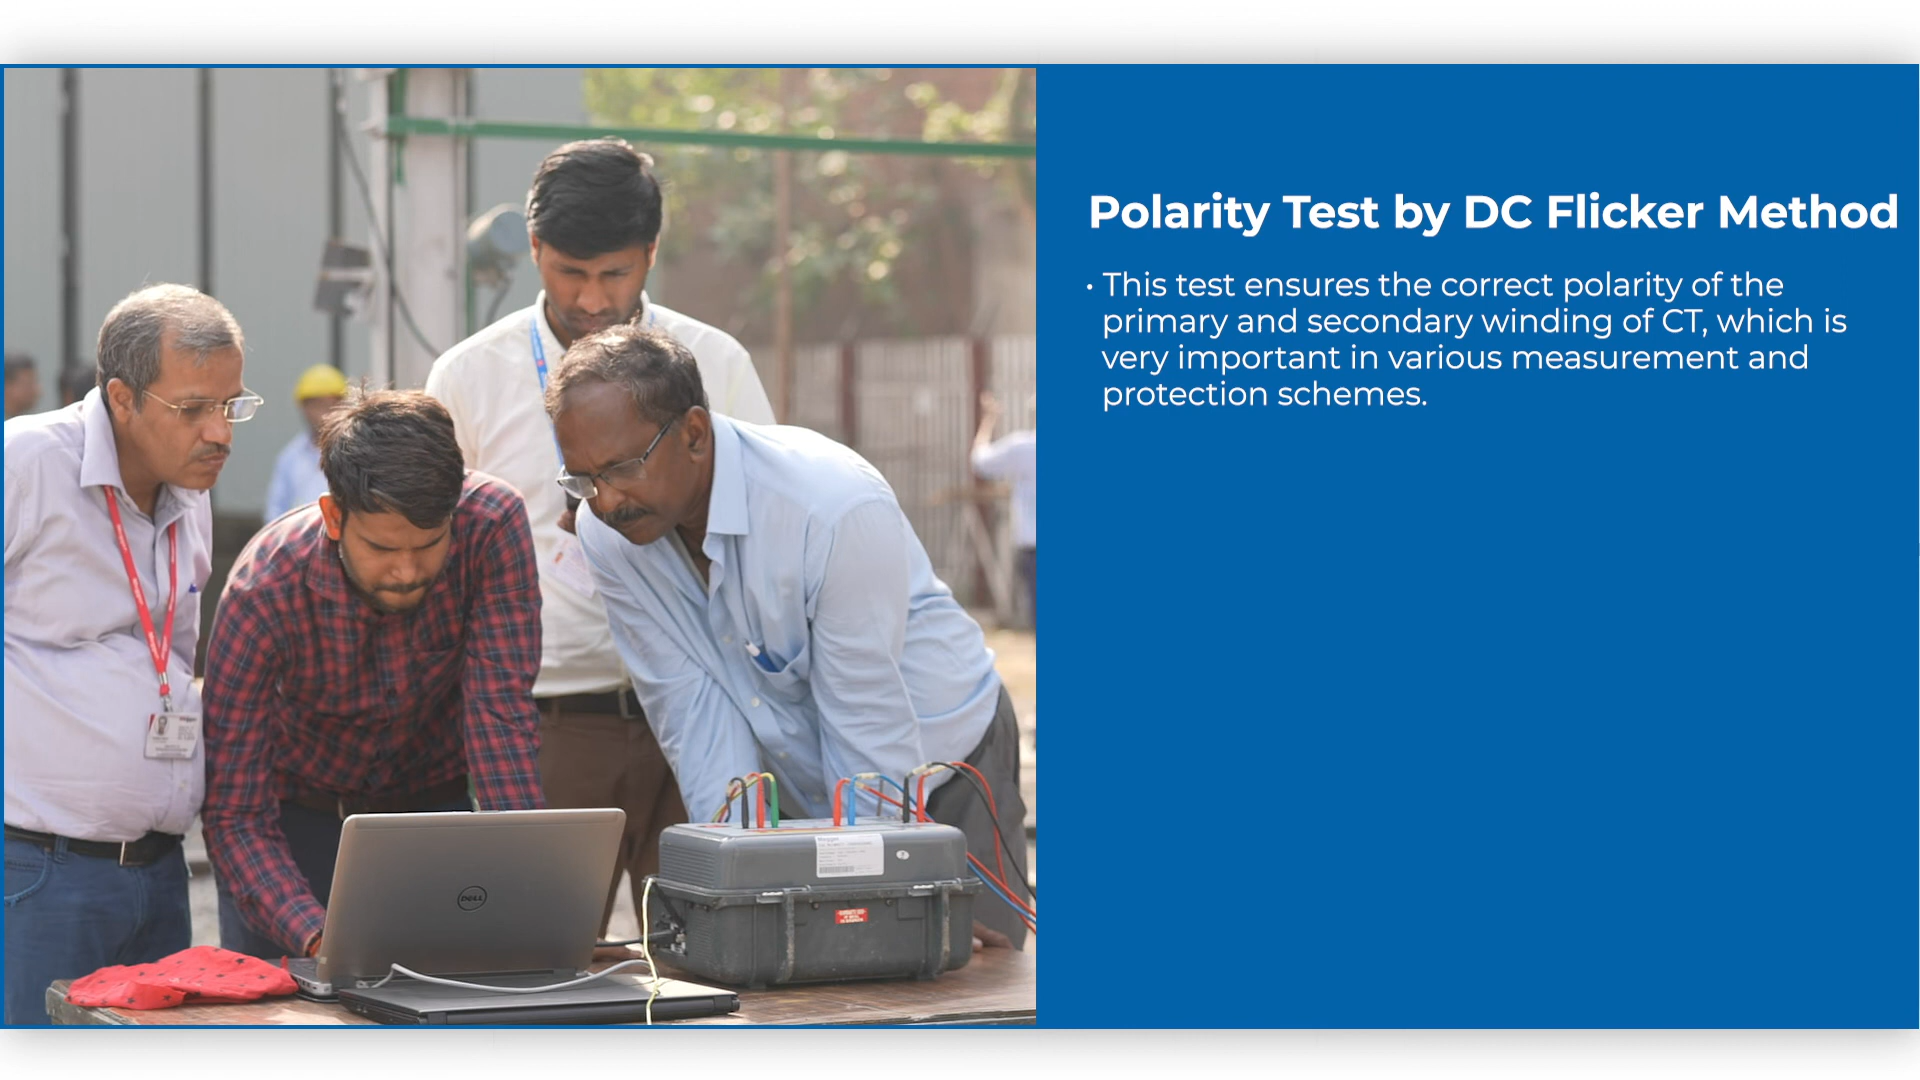 Polarity Test by DC Flicker Method
· This test ensures the correct polarity of the
primary and secondary winding of CT, which is
very important in various measurement and
protection schemes.
DELL